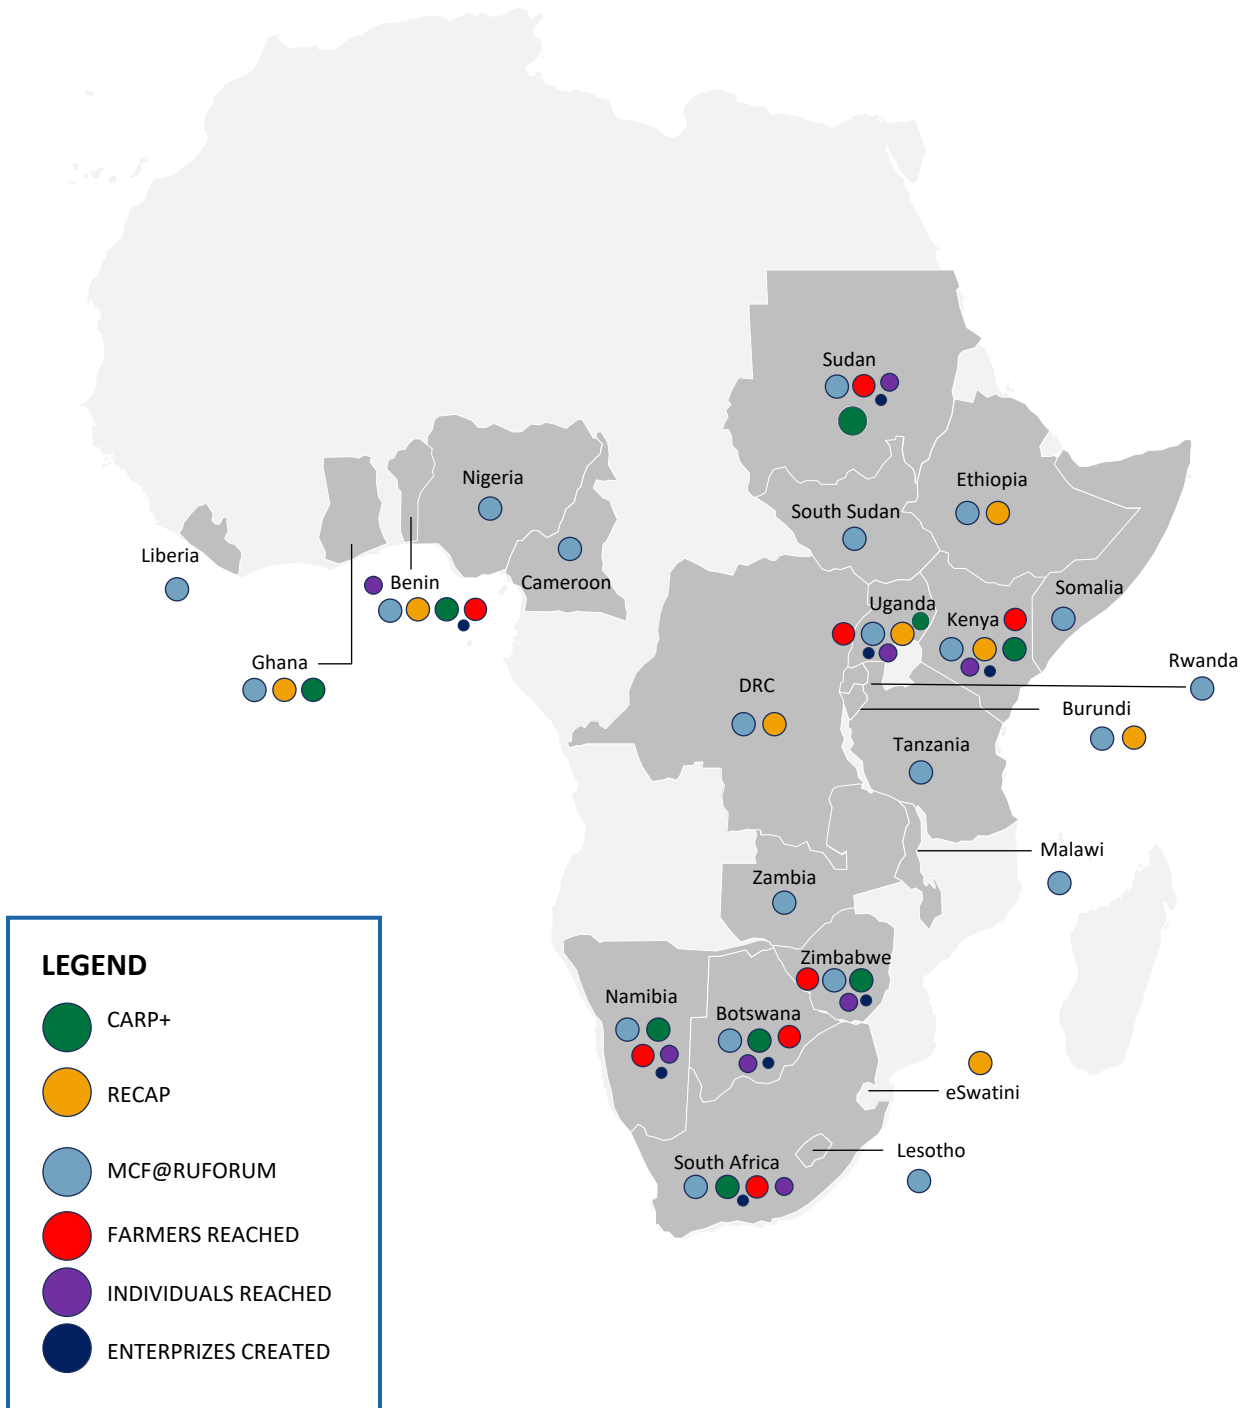 Sudan
Nigeria
Ethiopia
South Sudan
Liberia
Benin
Cameroon
Somalia
Uganda
Kenya
Ghana
Rwanda
DRC
Burundi
Tanzania
Malawi
Zambia
Zimbabwe
Namibia
Botswana
eSwatini
Lesotho
South Africa
LEGEND
CARP+
RECAP
MCF@RUFORUM
FARMERS REACHED
INDIVIDUALS REACHED
ENTERPRIZES CREATED